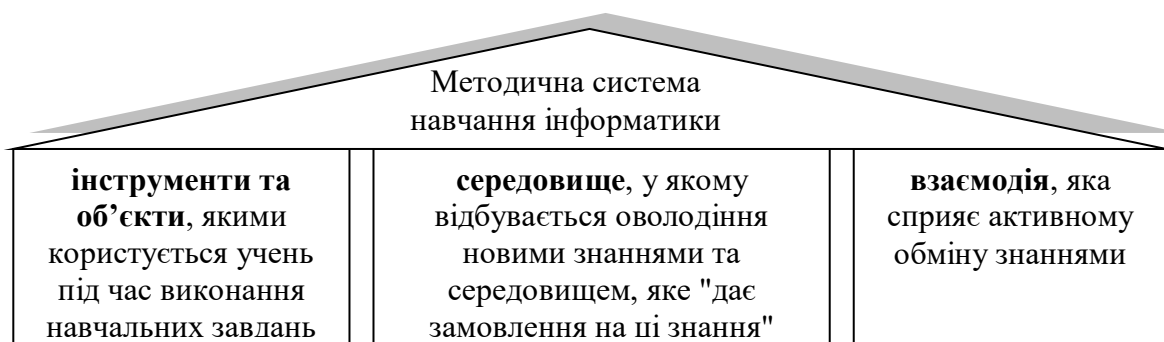 Методична система
навчання інформатики
інструменти та
об’єкти, якими
користується учень
під час виконання
навчальних завдань
середовище, у якому
відбувається оволодіння
новими знаннями та
середовищем, яке "дає
замовлення на ці знання"
взаємодія, яка
сприяє активному
обміну знаннями